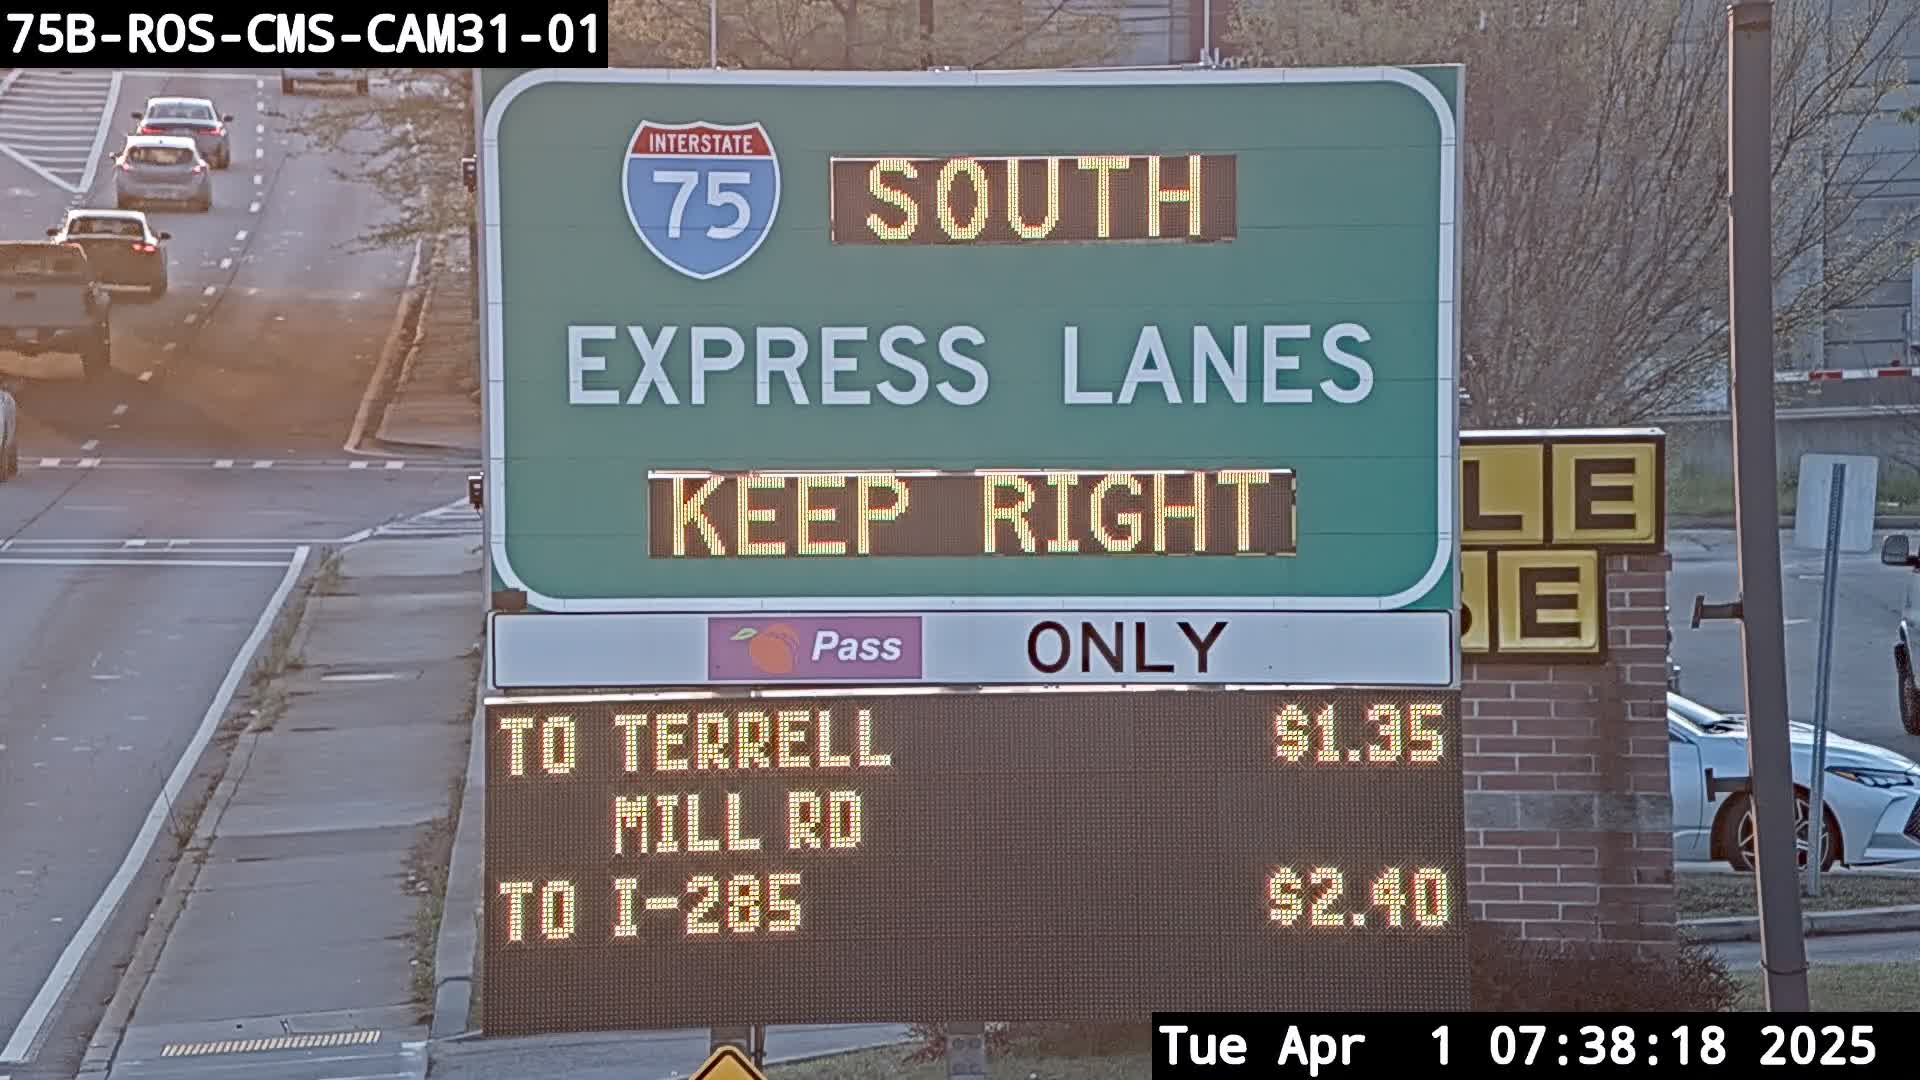 75B-ROS-CMS-CAM31-01
INTERSTATE
75
SOUTH
EXPRESS LANES
KEEP RIGHT
Pass ONLY
TO TERRELL $1.35
MILL RD
TO I-285 $2.40
LE
E
Tue Apr 1 07:38:18 2025